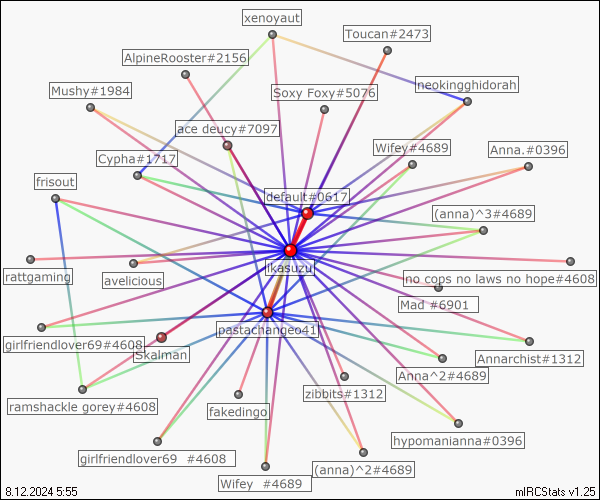 xenoyaut
Toucan#2473
AlpineRooster#2156
Mushy#1984
Soxy Foxy#5076
neokingghidorah
ace deucy#7097
Cypha#1717
Wifey#4689
Anna.#0396
frisout
default#0617
(anna)^3#4689
ikasuzu
rattgaming
avelicious
no cops no laws no hope#4608
Mad #6901
pastachangeo41
girlfriendlover69#4608
Skalman
Annarchist#1312
Anna^2#4689
zibbits#1312
ramshackle gorey#4608
fakedingo
hypomanianna#0396
girlfriendlover69 #4608
(anna)^2#4689
Wifey #4689
8.12.2024 5:55
mIRCStats v1.25